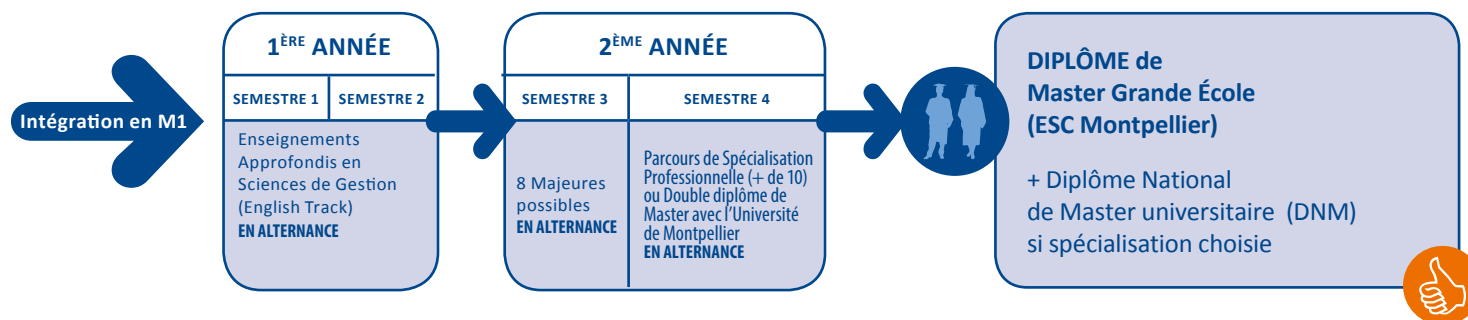 Intégration en M1
1ÈRE ANNÉE
SEMESTRE 1
SEMESTRE 2
Enseignements
Approfondis en
Sciences de Gestion
(English Track)
EN ALTERNANCE
2ÈME ANNÉE
SEMESTRE 3
SEMESTRE 4
8 Majeures
possibles
EN ALTERNANCE
Parcours de Spécialisation
Professionnelle (+ de 10)
ou Double diplôme de
Master avec l'Université
de Montpellier
EN ALTERNANCE
DIPLÔME de
Master Grande École
(ESC Montpellier)
+ Diplôme National
de Master universitaire (DNM)
si spécialisation choisie